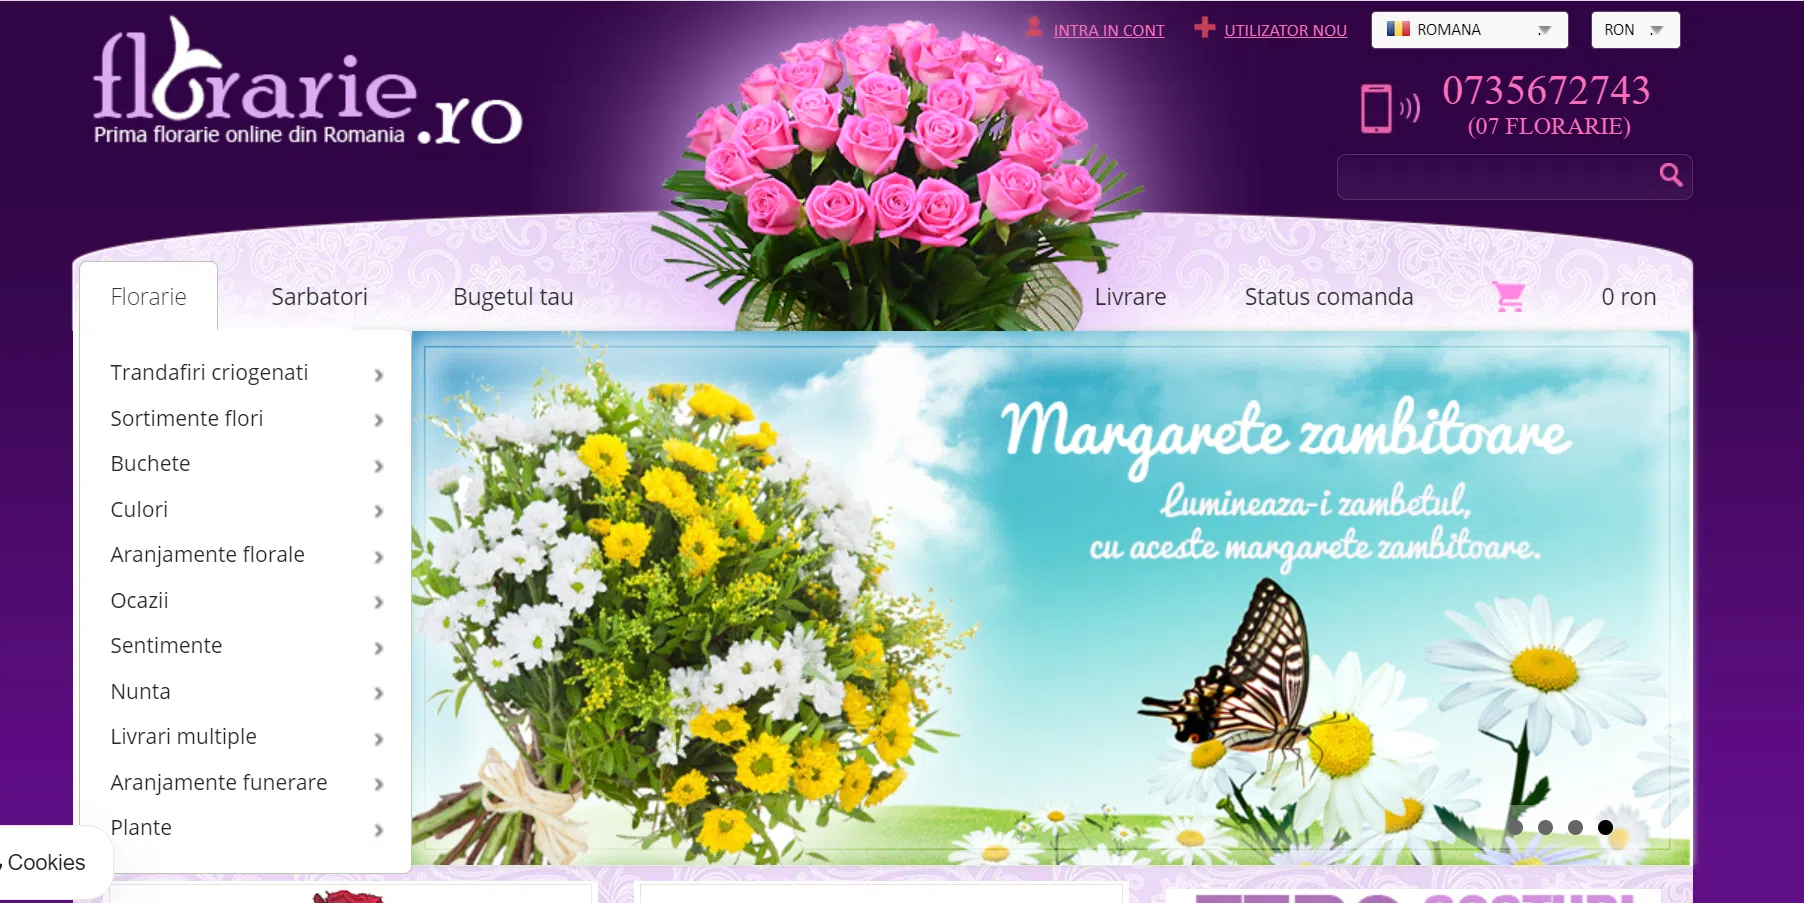 florarie.ro
Prima florarie online din Romania
INTRA IN CONT
UTILIZATOR NOU
ROMANA
RON
0735672743
(07 FLORARIE)
Florarie
Sarbatori
Bugetul tau
Livrare
Status comanda
0 ron
Trandafiri criogenati
Sortimente flori
Buchete
Culori
Aranjamente florale
Ocazii
Sentimente
Nunta
Livrari multiple
Aranjamente funerare
Plante
Margarete zambitoare
Lumineaza-i zambetul,
cu aceste margarete zambitoare.
Cookies